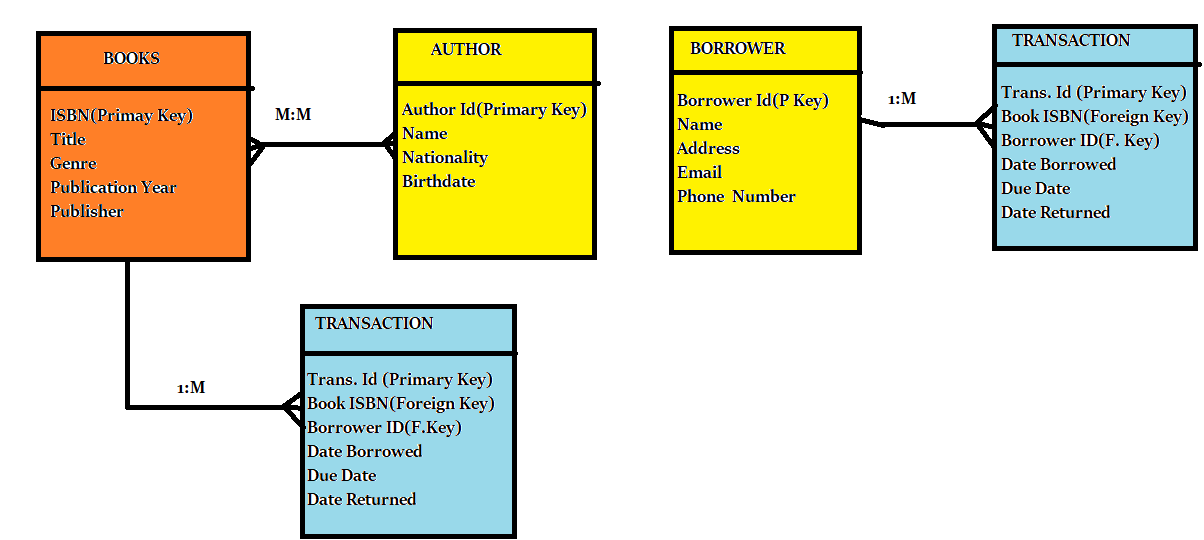 BOOKS
ISBN(Primay Key)
Title
Genre
Publication Year
Publisher
M:M
AUTHOR
Author Id(Primary Key)
Name
Nationality
Birthdate
BORROWER
Borrower Id(P Key)
Name
Address
Email
Phone Number
1:M
TRANSACTION
Trans. Id (Primary Key)
Book ISBN(Foreign Key)
Borrower ID(F. Key)
Date Borrowed
Due Date
Date Returned
1:M
TRANSACTION
Trans. Id (Primary Key)
Book ISBN(Foreign Key)
Borrower ID(F.Key)
Date Borrowed
Due Date
Date Returned